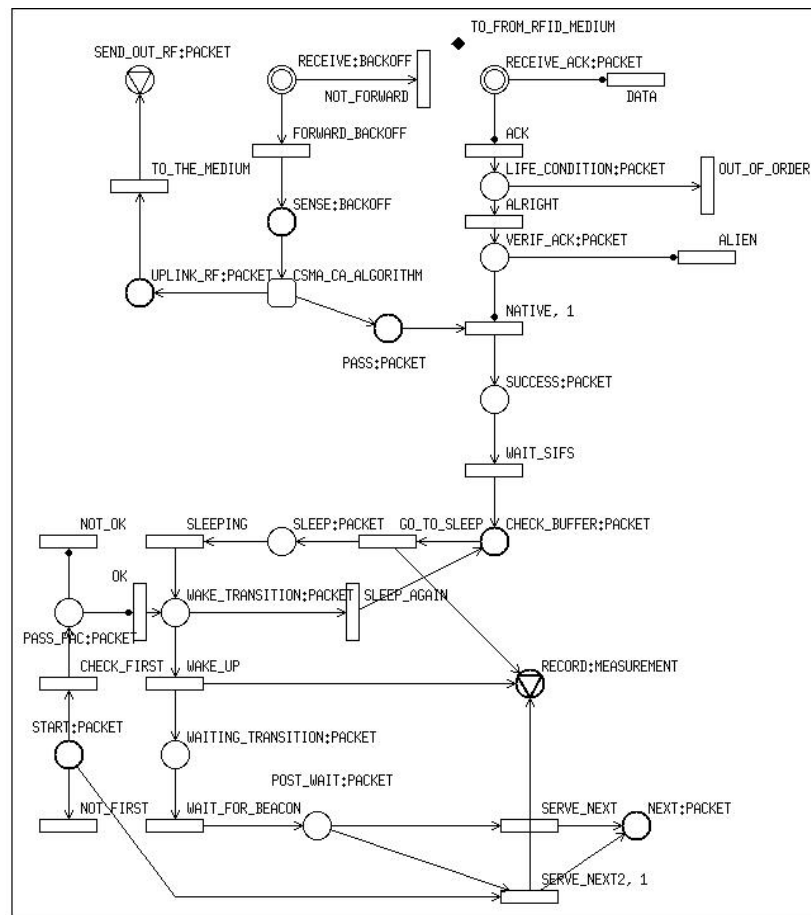 TO_FROM_RFID_MEDIUM
SEND_OUT_RF:PACKET
RECEIVE:BACKOFF
RECEIVE_ACK:PACKET
NOT_FORWARD
DATA
FORWARD_BACKOFF
ACK
TO_THE_MEDIUM
LIFE_CONDITION:PACKET
OUT_OF_ORDER
SENSE:BACKOFF
ALRIGHT
VERIF_ACK:PACKET
ALIEN
UPLINK_RF:PACKET
CSMA_CA_ALGORITHM
NATIVE, 1
PASS:PACKET
SUCCESS:PACKET
WAIT_SIFS
NOT_OK
SLEEPING
SLEEP:PACKET
GO_TO_SLEEP
CHECK_BUFFER:PACKET
OK
WAKE_TRANSITION:PACKET
SLEEP_AGAIN
PASS_PAC:PACKET
CHECK_FIRST
WAKE_UP
RECORD:MEASUREMENT
START:PACKET
WAITING_TRANSITION:PACKET
POST_WAIT:PACKET
NOT_FIRST
WAIT_FOR_BEACON
SERVE_NEXT
NEXT:PACKET
SERVE_NEXT2, 1